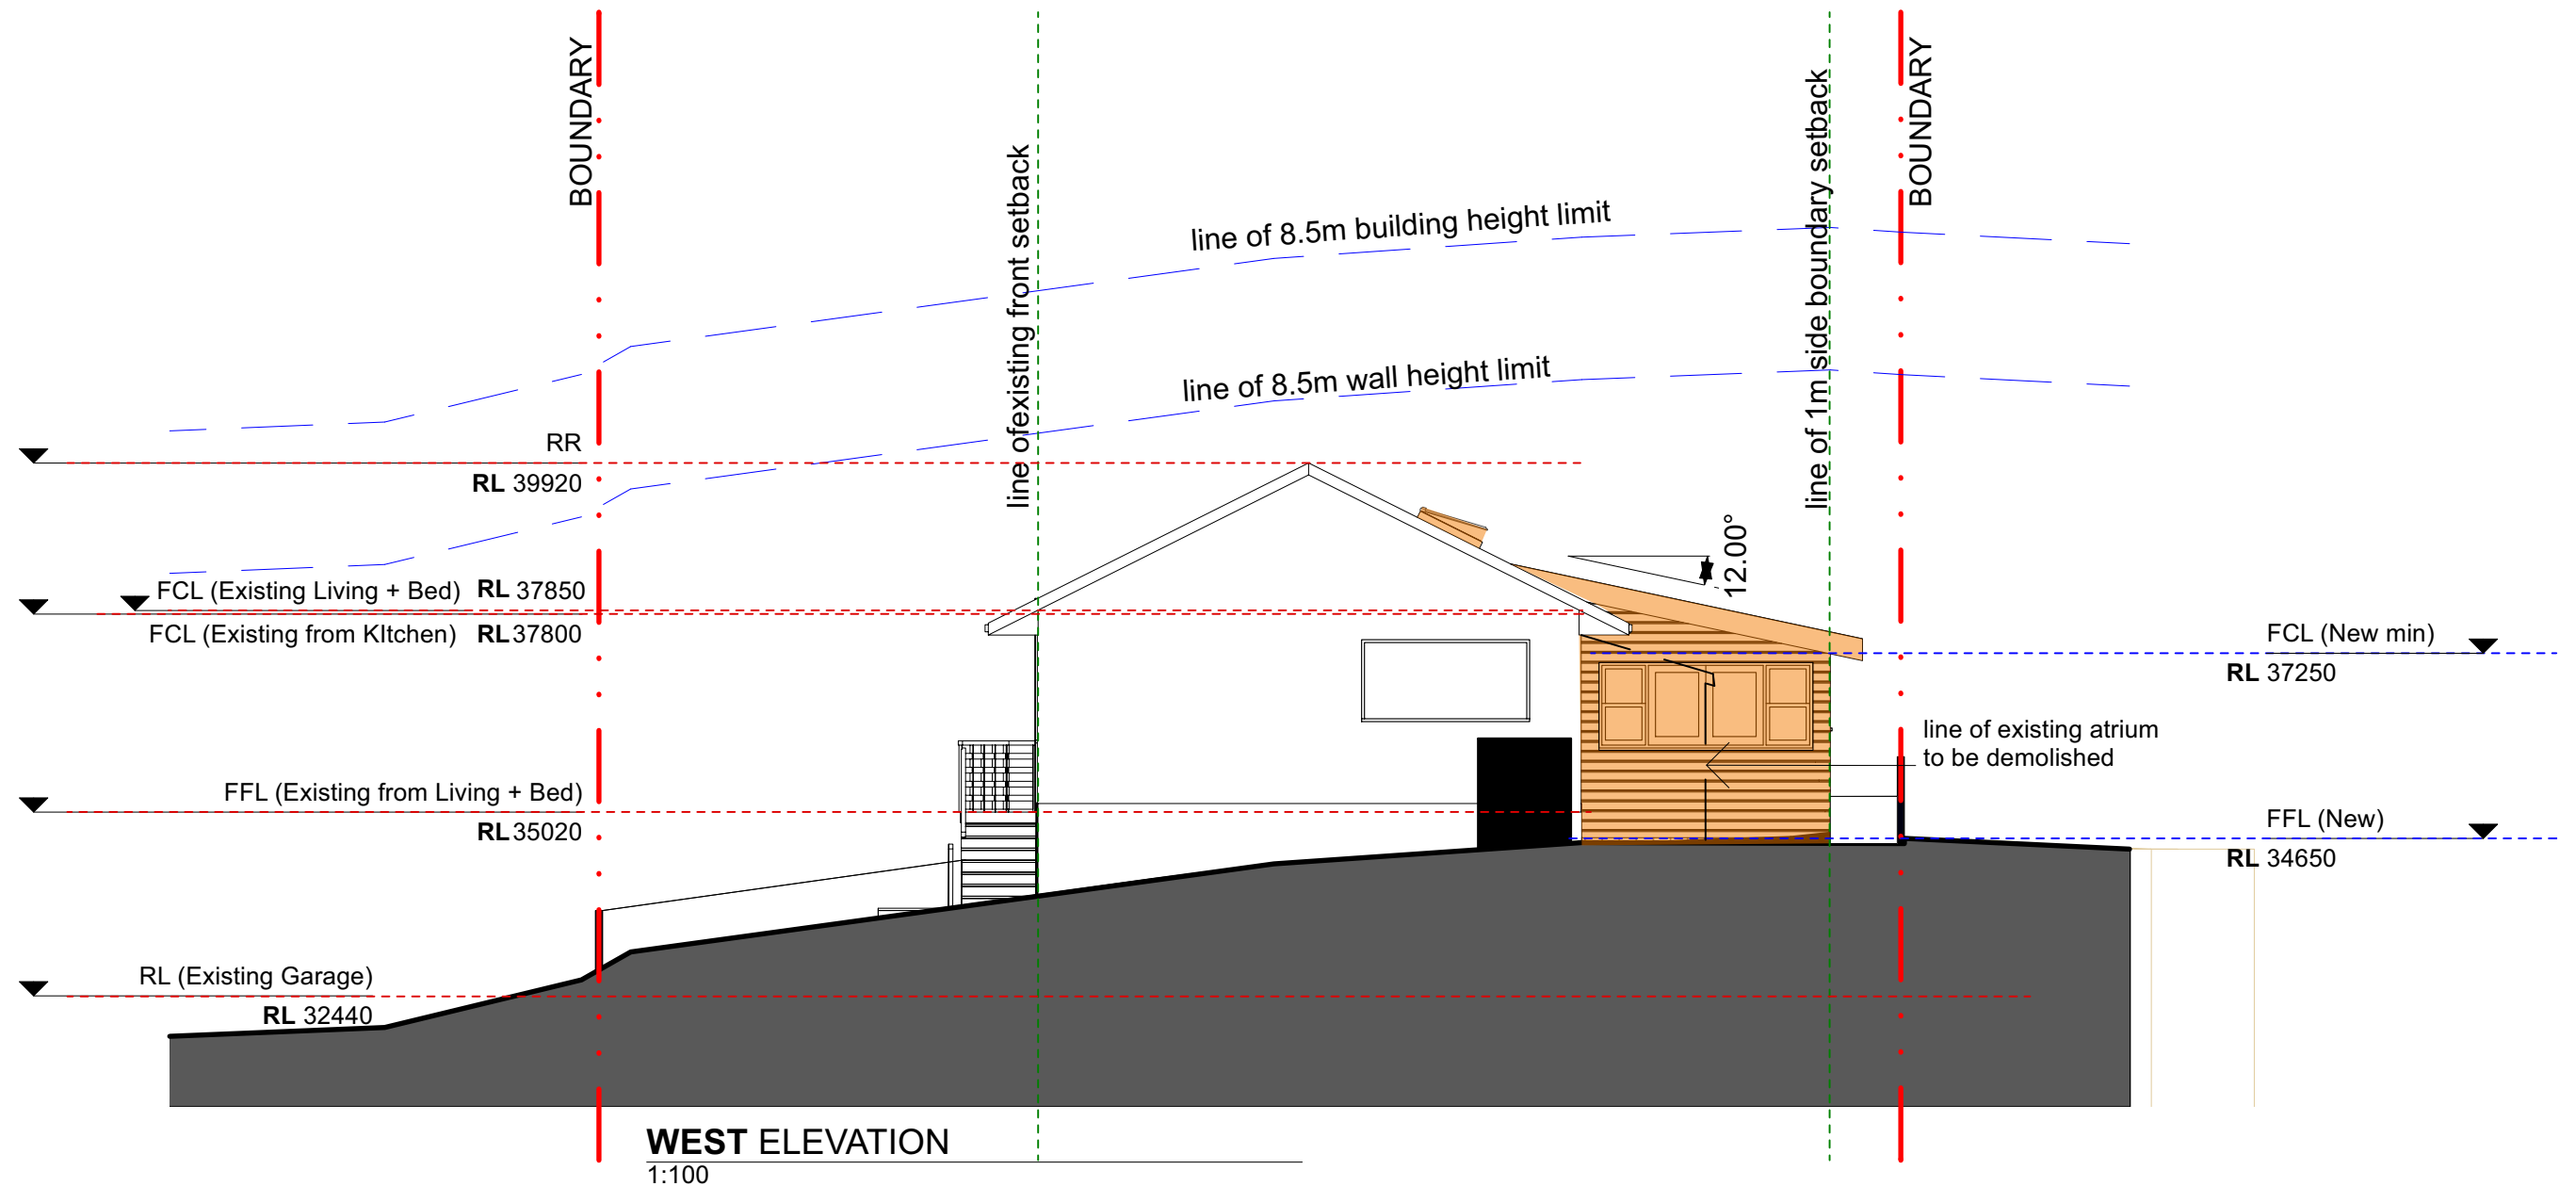 BOUNDARY
line ofexisting front setback
line of 1m side boundary setback
BOUNDARY
line of 8.5m building height limit
line of 8.5m wall height limit
RR
RL 39920
12.00°
FCL (Existing Living + Bed) RL 37850
FCL (Existing from KItchen) RL37800
FCL (New min)
RL 37250
line of existing atrium
to be demolished
FFL (Existing from Living + Bed)
RL35020
FFL (New)
RL 34650
RL (Existing Garage)
RL 32440
WEST ELEVATION
1:100